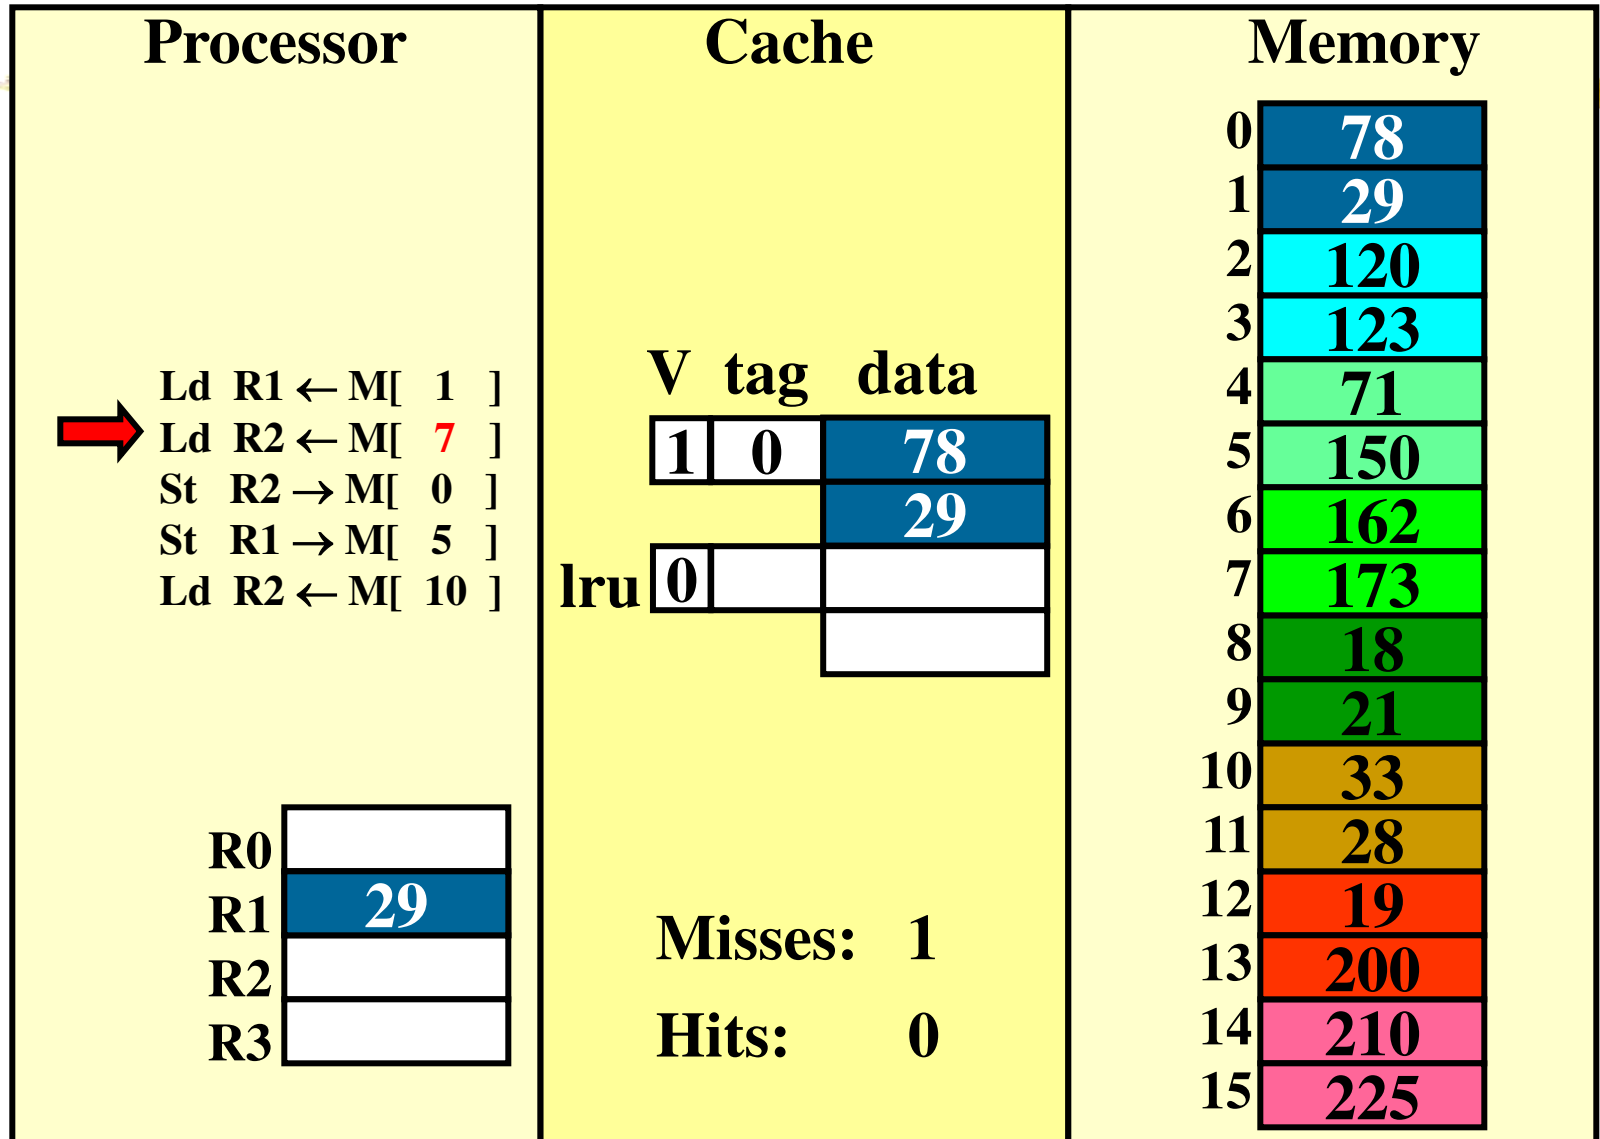 Processor
Ld R1 ← M[ 1 ]
Ld R2 ← M[ 7 ]
St R2 → M[ 0 ]
St R1 → M[ 5 ]
Ld R2 ← M[ 10 ]
R0
R1 29
R2
R3
Cache
V tag data
1 0 78
29
lru 0
Misses: 1
Hits: 0
Memory
0 78
1 29
2 120
3 123
4 71
5 150
6 162
7 173
8 18
9 21
10 33
11 28
12 19
13 200
14 210
15 225